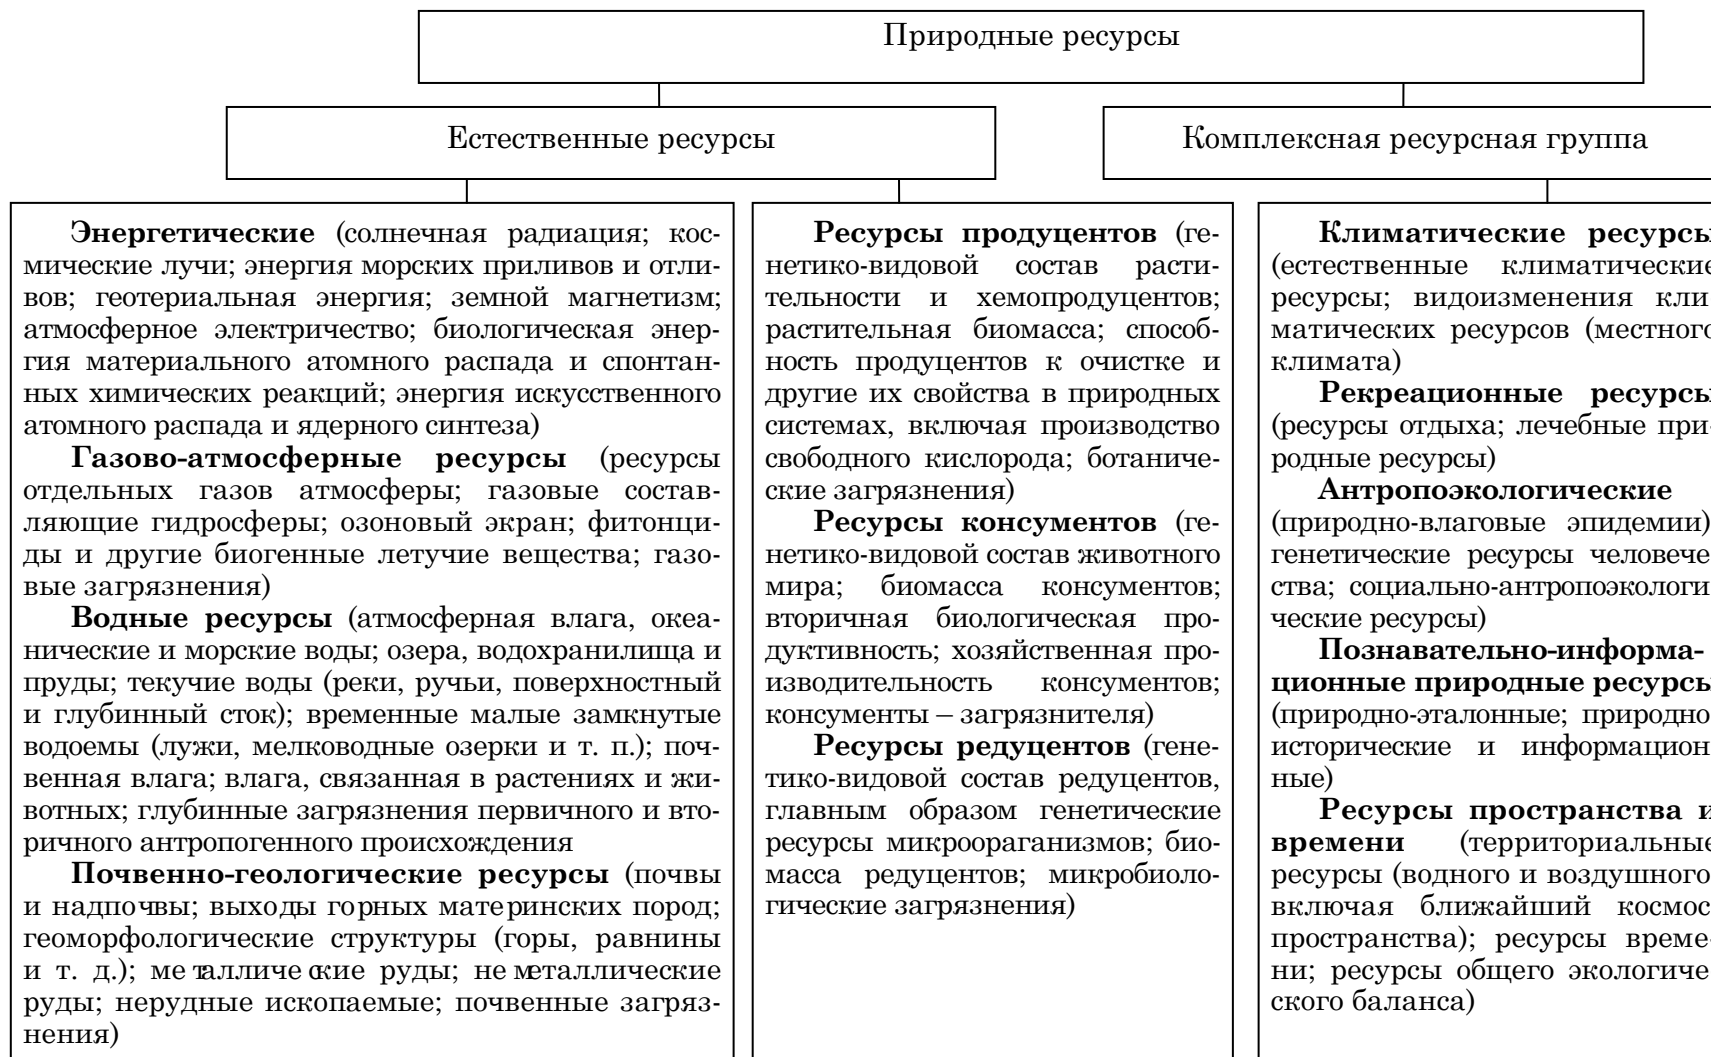 Природные ресурсы
Естественные ресурсы
Комплексная ресурсная группа
Энергетические (солнечная радиация; кос-
мические лучи; энергия морских приливов и отли-
вов; геотериальная энергия; земной магнетизм;
атмосферное электричество; биологическая энер-
гия материального атомного распада и спонтан-
ных химических реакций; энергия искусственного
атомного распада и ядерного синтеза)
Газово-атмосферные ресурсы (ресурсы
отдельных газов атмосферы; газовые состав-
ляющие гидросферы; озоновый экран; фитонци-
ды и другие биогенные летучие вещества; газо-
вые загрязнения)
Водные ресурсы (атмосферная влага, океа-
нические и морские воды; озера, водохранилища и
пруды; текучие воды (реки, ручьи, поверхностный
и глубинный сток); временные малые замкнутые
водоемы (лужи, мелководные озерки и т. п.); поч-
венная влага; влага, связанная в растениях и жи-
вотных; глубинные загрязнения первичного и вто-
ричного антропогенного происхождения
Почвенно-геологические ресурсы (почвы
и надпочвы; выходы горных материнских пород;
геоморфологические структуры (горы, равнины
и т. д.); металлические руды; не металлические
руды; нерудные ископаемые; почвенные загряз-
нения)
Ресурсы продуцентов (ге-
нетико-видовой состав расти-
тельности и хемопродуцентов;
растительная биомасса; способ-
ность продуцентов к очистке и
другие их свойства в природных
системах, включая производство
свободного кислорода; ботаниче-
ские загрязнения)
Ресурсы консументов (ге-
нетико-видовой состав животного
мира; биомасса консументов;
вторичная биологическая про-
дуктивность; хозяйственная про-
изводительность консументов;
консументы – загрязнителя)
Ресурсы редуцентов (гене-
тико-видовой состав редуцентов,
главным образом генетические
ресурсы микроораганизмов; био-
масса редуцентов; микробиоло-
гические загрязнения)
Климатические ресурсы
(естественные климатические
ресурсы; видоизменения кли-
матических ресурсов (местного
климата)
Рекреационные ресурсы
(ресурсы отдыха; лечебные при-
родные ресурсы)
Антропоэкологические
(природно-влаговые эпидемии)
генетические ресурсы человече-
ства; социально-антропоэкологи-
ческие ресурсы)
Познавательно-информа-
ционные природные ресурсы
(природно-эталонные; природно-
исторические и информацион-
ные)
Ресурсы пространства и
времени (территориальные
ресурсы (водного и воздушного
включая ближайший космос
пространства); ресурсы време-
ни; ресурсы общего экологиче-
ского баланса)